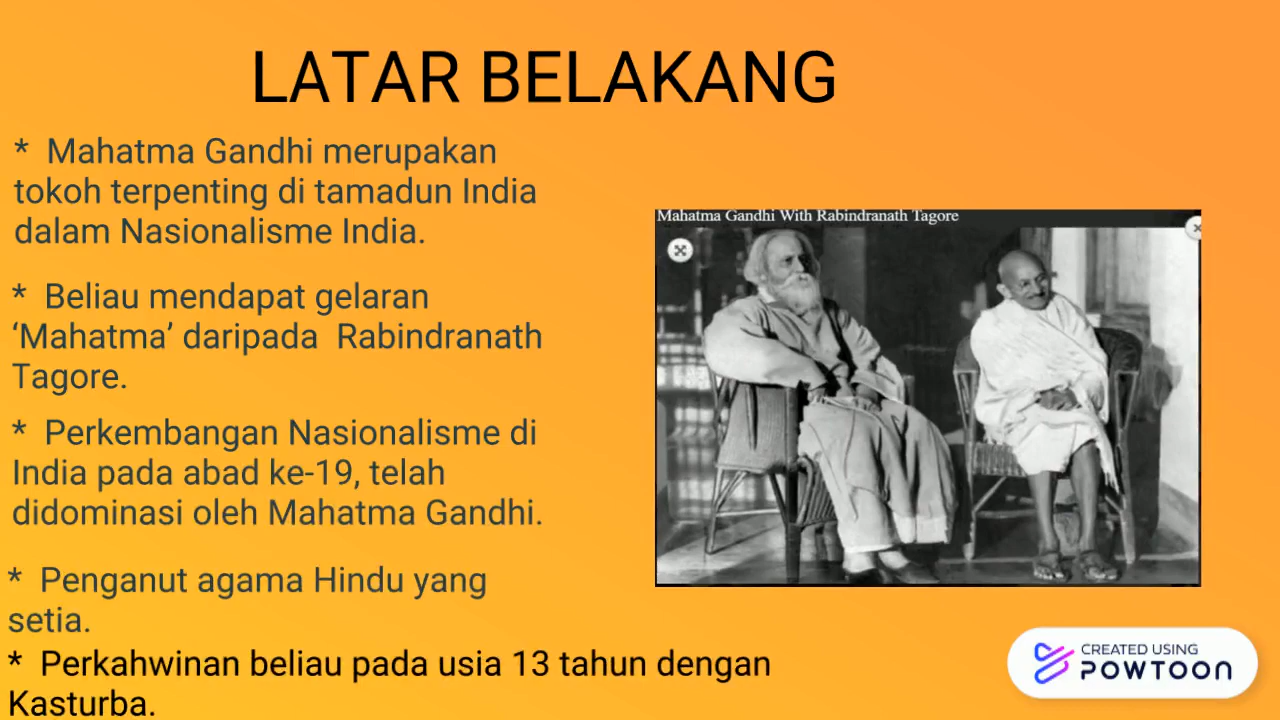 LATAR BELAKANG
* Mahatma Gandhi merupakan
tokoh terpenting di tamadun India
dalam Nasionalisme India.
* Beliau mendapat gelaran
‘Mahatma’ daripada Rabindranath
Tagore.
* Perkembangan Nasionalisme di
India pada abad ke-19, telah
didominasi oleh Mahatma Gandhi.
* Penganut agama Hindu yang
setia.
* Perkahwinan beliau pada usia 13 tahun dengan
Kasturba.
Mahatma Gandhi With Rabindranath Tagore
CREATED USING
POWTOON